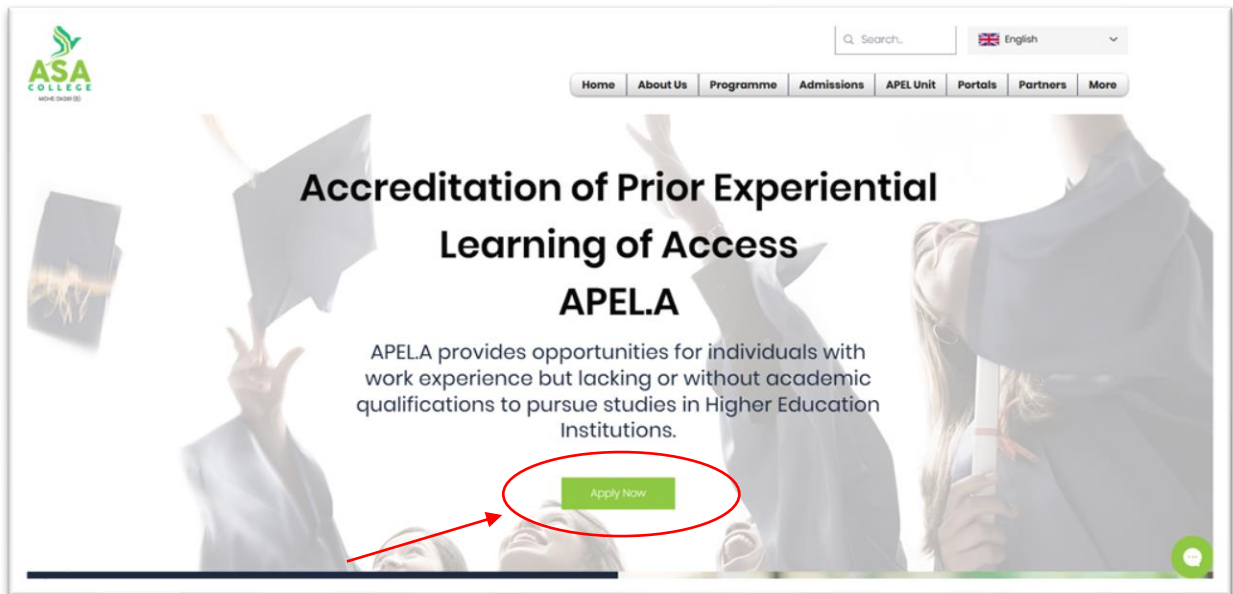 ASA
COLLEGE
Search...
English
Home About Us Programme Admissions APEL Unit Portals Partners More
Accreditation of Prior Experiential
Learning of Access
APEL.A
APEL.A provides opportunities for individuals with
work experience but lacking or without academic
qualifications to pursue studies in Higher Education
Institutions.
Apply Now